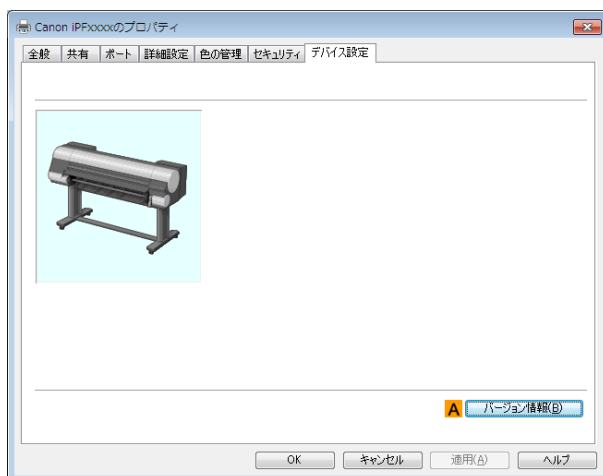 Canon iPFxxxxのプロパティ
全般 共有 ポート 詳細設定 色の管理 セキュリティ デバイス設定
A バージョン情報(B)
OK キャンセル 適用(A) ヘルプ